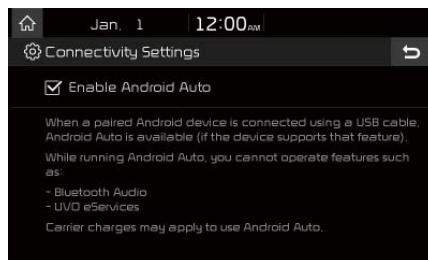 Jan. 1 12:00 AM
Connectivity Settings
Enable Android Auto
When a paired Android device is connected using a USB cable,
Android Auto is available (if the device supports that feature).
While running Android Auto, you cannot operate features such
as:
- Bluetooth Audio
- UVO eServices
Carrier charges may apply to use Android Auto.